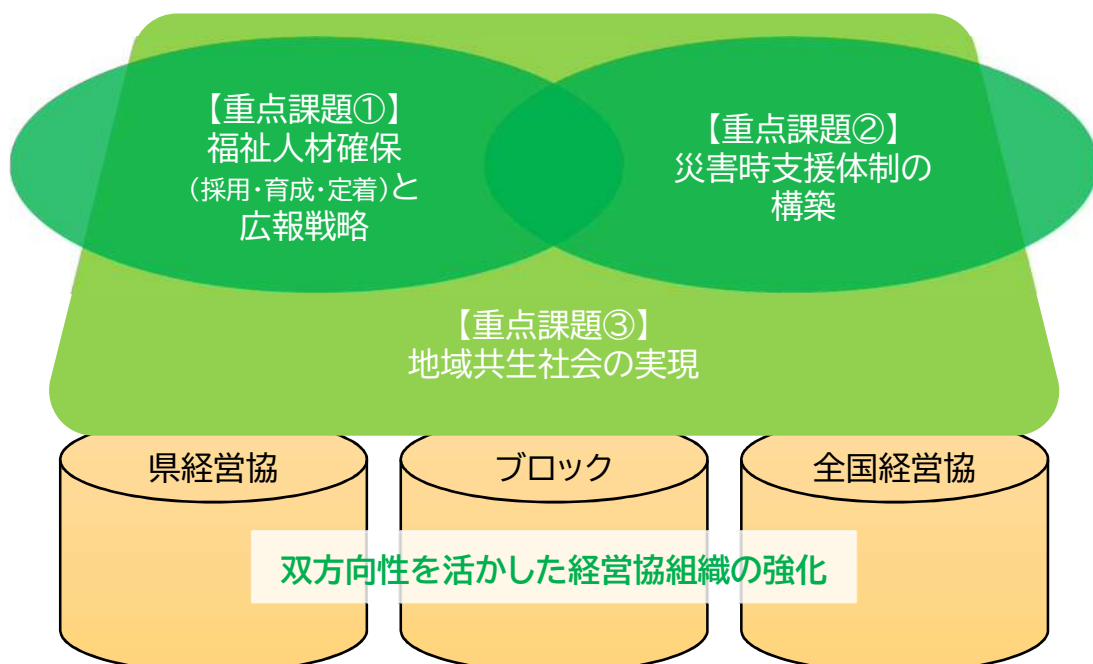 【重点課題①】
福祉人材確保
（採用・育成・定着）と
広報戦略
【重点課題②】
災害時支援体制の
構築
【重点課題③】
地域共生社会の実現
県経営協
ブロック
全国経営協
双方向性を活かした経営協組織の強化